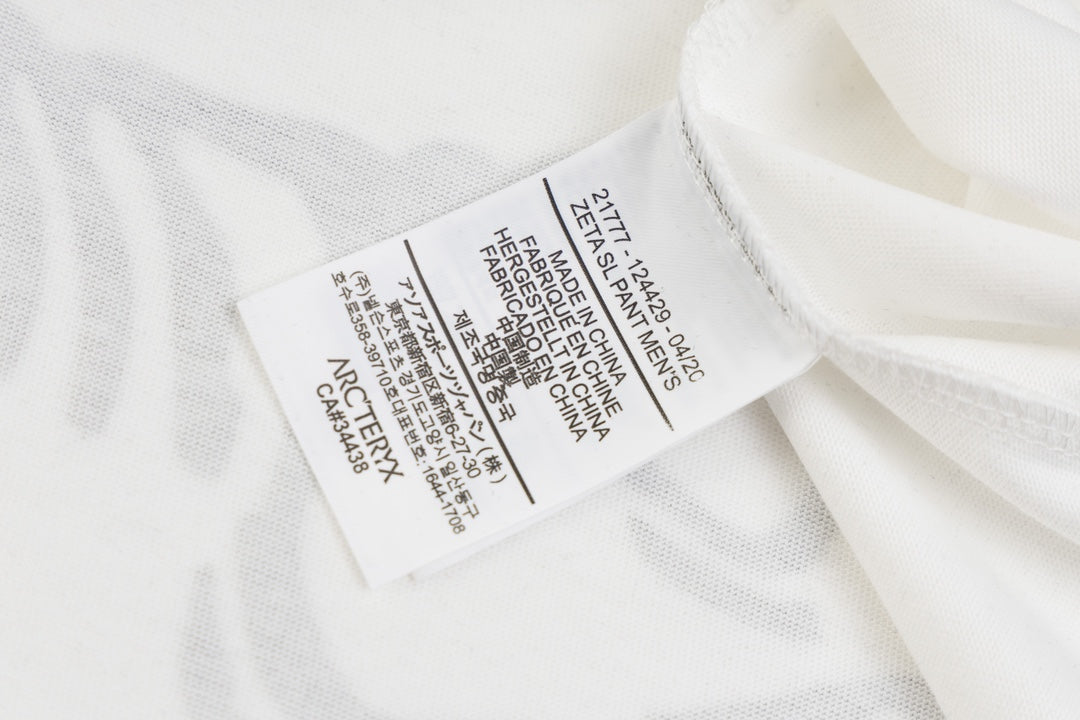 21777 - 124429 - 04/20
ZETA SL PANT MEN'S
MADE IN CHINA
FABRIQUE EN CHINE
HERGESTELLT IN CHINA
FABRICADO EN CHINA
中国制造
中国製
제조국명 중국
アソア スポーツジャパン(株)
東京都新宿区新宿6-27-30
(주)넬슨스포츠 경기도고양시 일산동구
호수로358-39710호대표번호: 1644-1708
ARC'TERYX
CA#34438